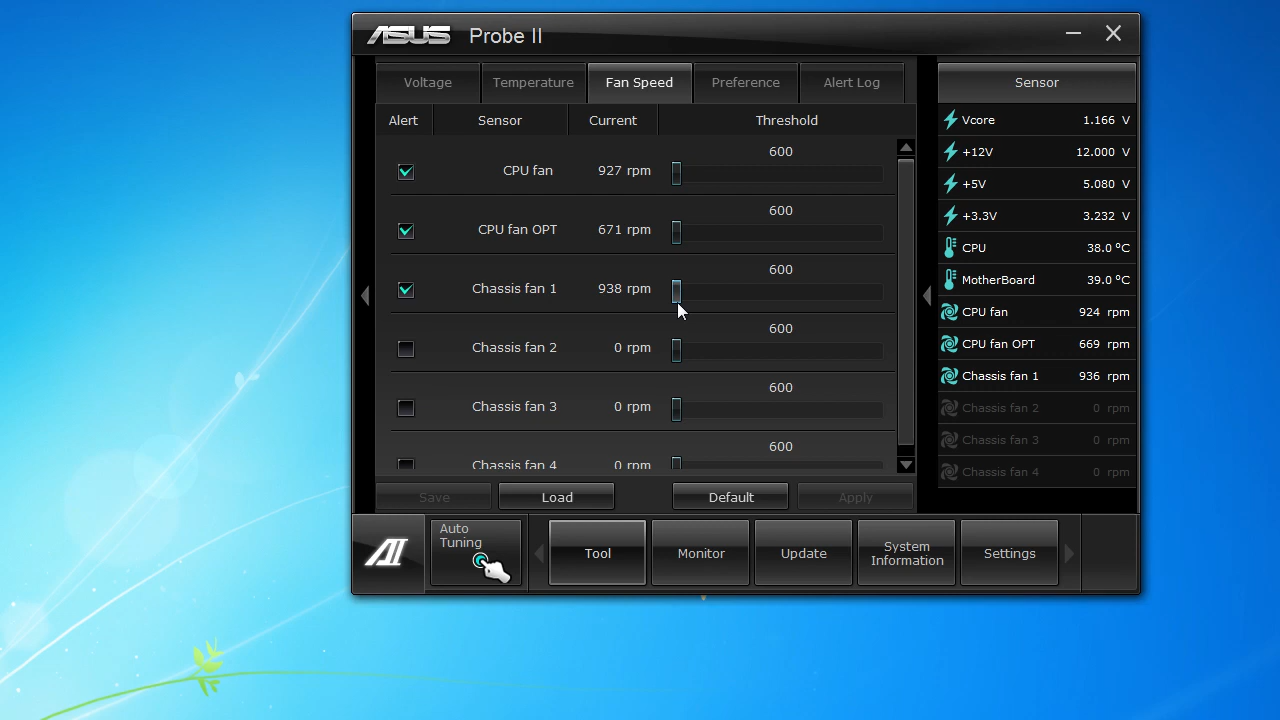 ASUS Probe II
Voltage Temperature Fan Speed Preference Alert Log
Alert Sensor Current Threshold
600
CPU fan 927 rpm
600
CPU fan OPT 671 rpm
600
Chassis fan 1 938 rpm
600
Chassis fan 2 0 rpm
600
Chassis fan 3 0 rpm
600
Chassis fan 4 0 rpm
Save Load Default Apply
Sensor
Vcore 1.166 V
+12V 12.000 V
+5V 5.080 V
+3.3V 3.232 V
CPU 38.0 °C
MotherBoard 39.0 °C
CPU fan 924 rpm
CPU fan OPT 669 rpm
Chassis fan 1 936 rpm
Chassis fan 2 0 rpm
Chassis fan 3 0 rpm
Chassis fan 4 0 rpm
AI
Auto
Tuning
Tool
Monitor
Update
System
Information
Settings